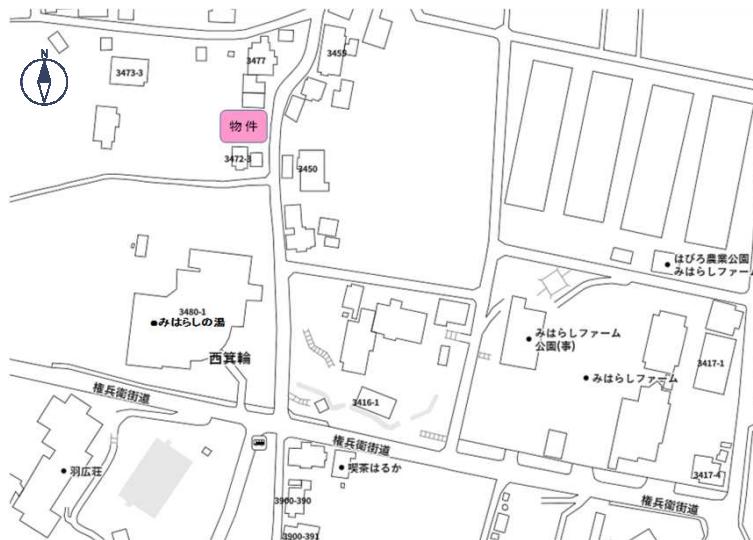 N
3455
3477
3473-3
物件
3472-3
3450
はびろ農業公園
みはらしファーム
3480-1
みはらしの湯
みはらしファーム
公園(事)
西箕輪
3417-1
みはらしファーム
権兵衛街道
3416-1
権兵衛街道
羽広荘
喫茶はるか
3417-4
3900-390
権兵衛街道
3900-391